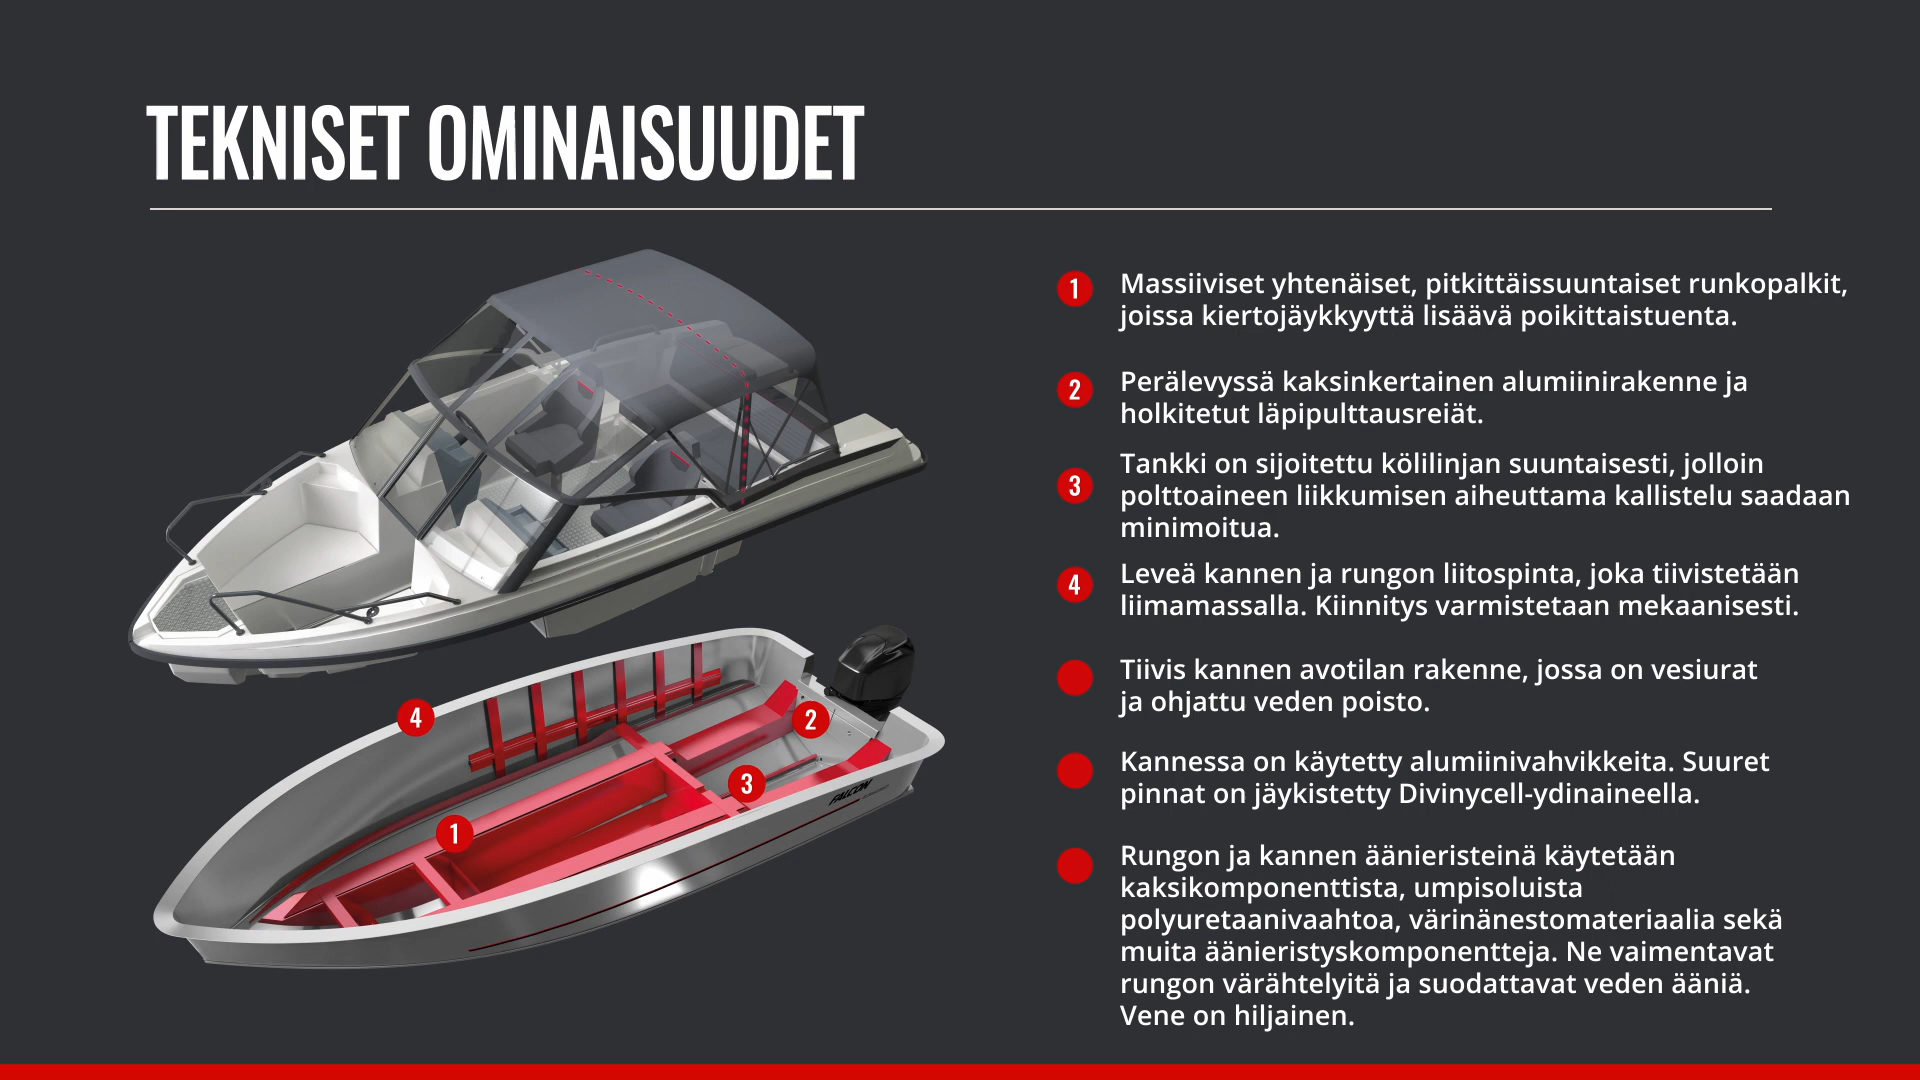 TEKNISET OMINAISUUDET
1 Massiiviset yhtenäiset, pitkittäissuuntaiset runkopalkit,
joissa kiertojäykkyyttä lisäävä poikittaistuenta.
2 Perälevyssä kaksinkertainen alumiinirakenne ja
holkitetut läpipulttausreiät.
3 Tankki on sijoitettu kölilinjan suuntaisesti, jolloin
polttoaineen liikkumisen aiheuttama kallistelu saadaan
minimoitua.
4 Leveä kannen ja rungon liitospinta, joka tiivistetään
liimamassalla. Kiinnitys varmistetaan mekaanisesti.
Tiivis kannen avotilan rakenne, jossa on vesiurat
ja ohjattu veden poisto.
Kannessa on käytetty alumiinivahvikkeita. Suuret
pinnat on jäykistetty Divinycell-ydinaineella.
Rungon ja kannen äänieristeinä käytetään
kaksikomponenttista, umpisoluista
polyuretaanivaahtoa, värinänestomateriaalia sekä
muita äänieristyskomponentteja. Ne vaimentavat
rungon värähtelyitä ja suodattavat veden ääniä.
Vene on hiljainen.
4
2
3
FALCON
1